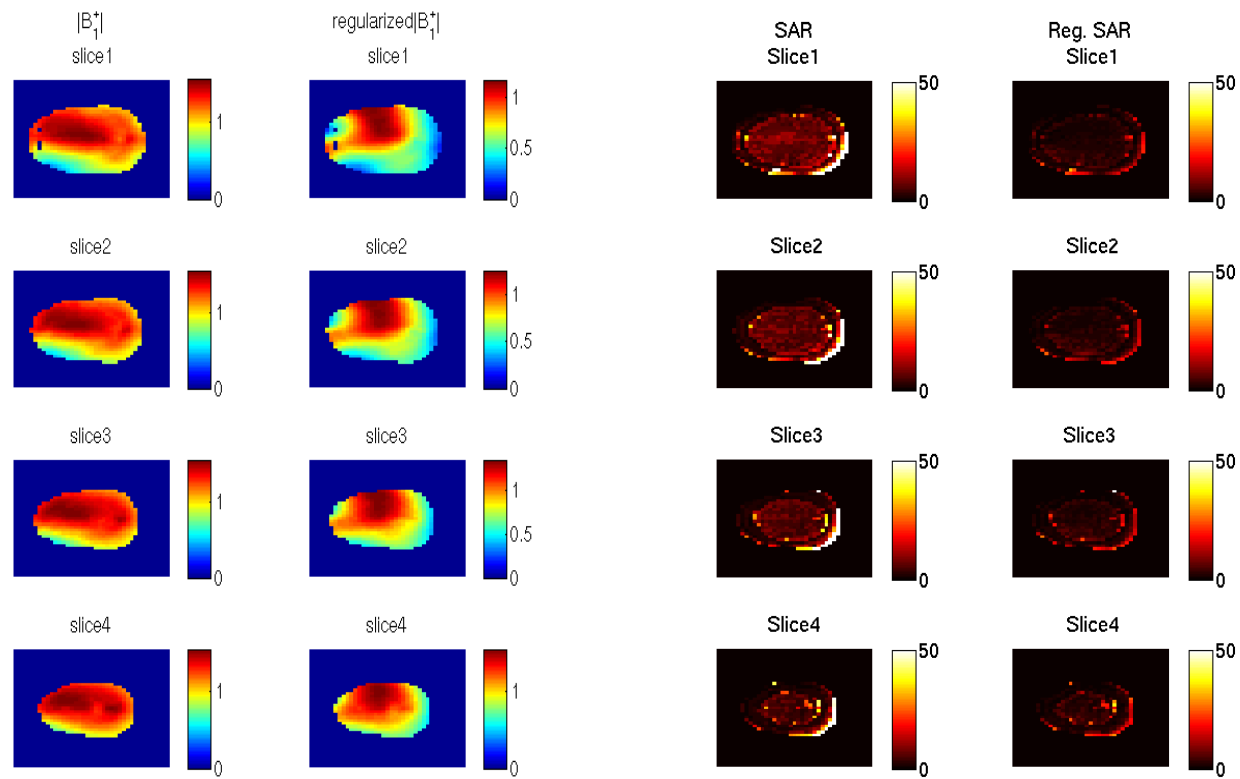 |B₁⁺| regularized|B₁⁺| SAR Reg. SAR
slice1 slice1 Slice1 Slice1
1 1 50 50
0.5
0 0 0 0
slice2 slice2 Slice2 Slice2
1 1 50 50
0.5
0 0 0 0
slice3 slice3 Slice3 Slice3
1 1 50 50
0.5
0 0 0 0
slice4 slice4 Slice4 Slice4
1 1 50 50
0 0 0 0